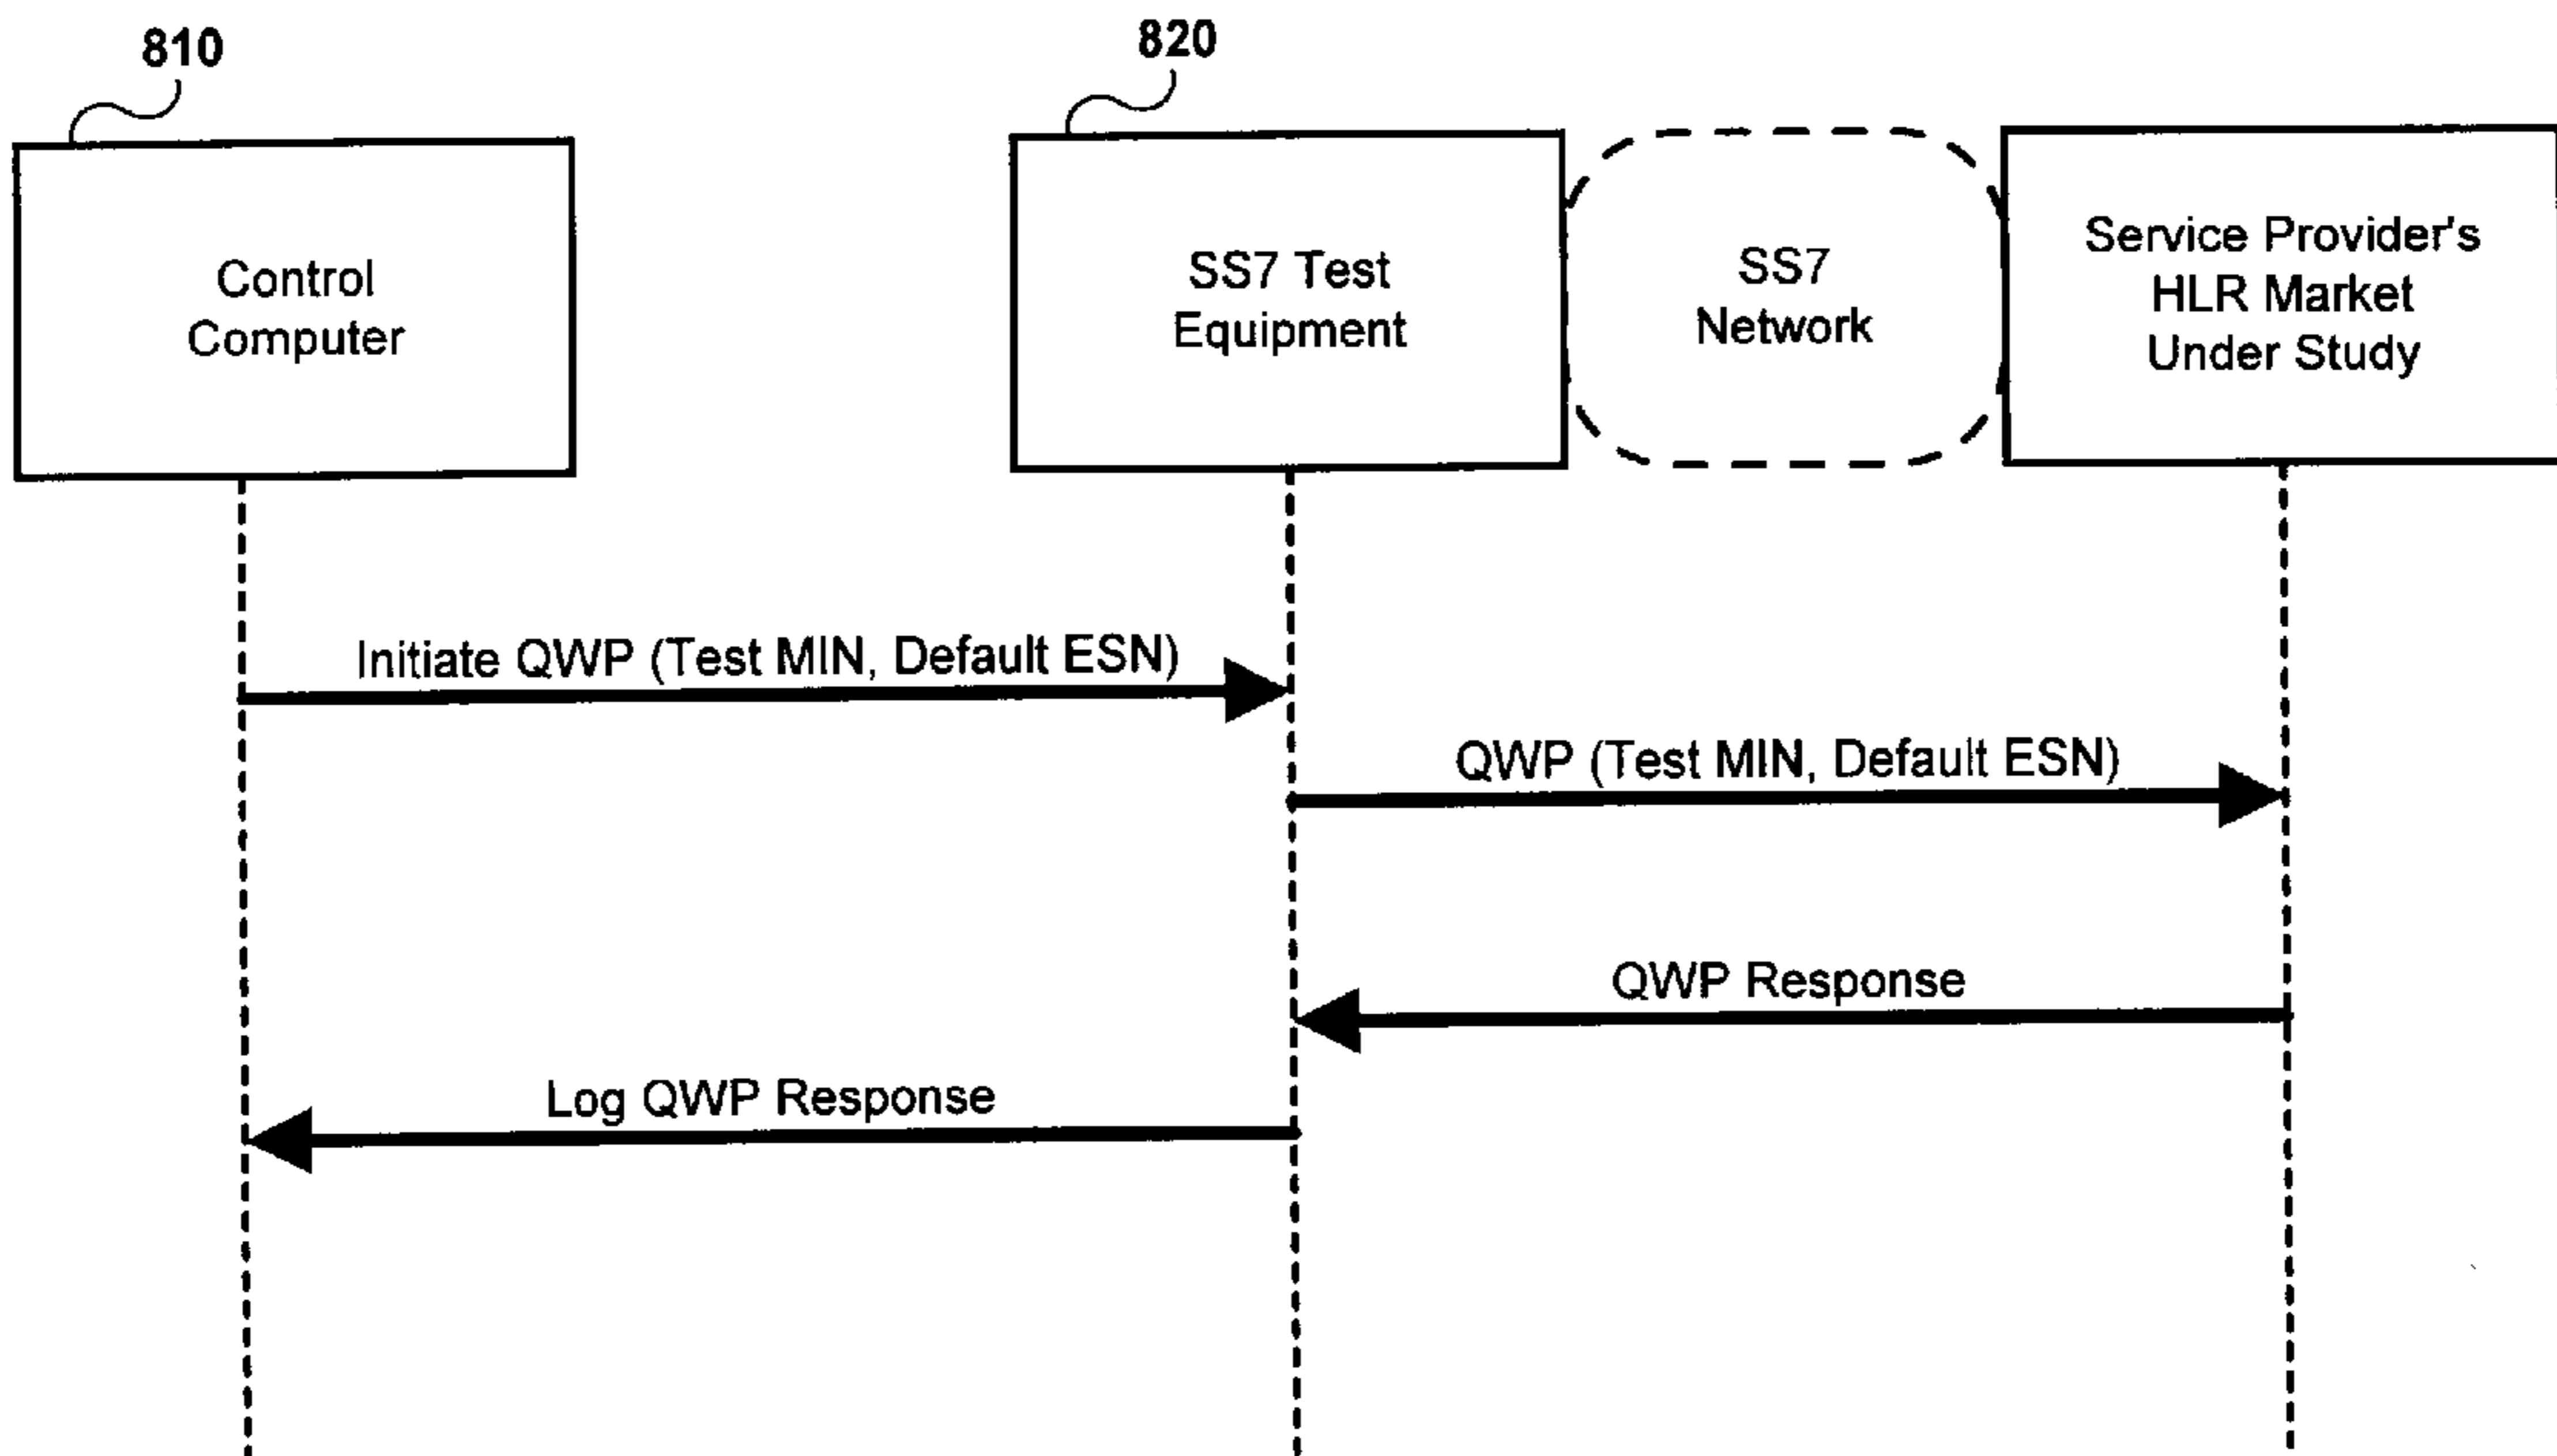 810
820
Control
Computer
SS7 Test
Equipment
SS7
Network
Service Provider's
HLR Market
Under Study
Initiate QWP (Test MIN, Default ESN)
QWP (Test MIN, Default ESN)
QWP Response
Log QWP Response